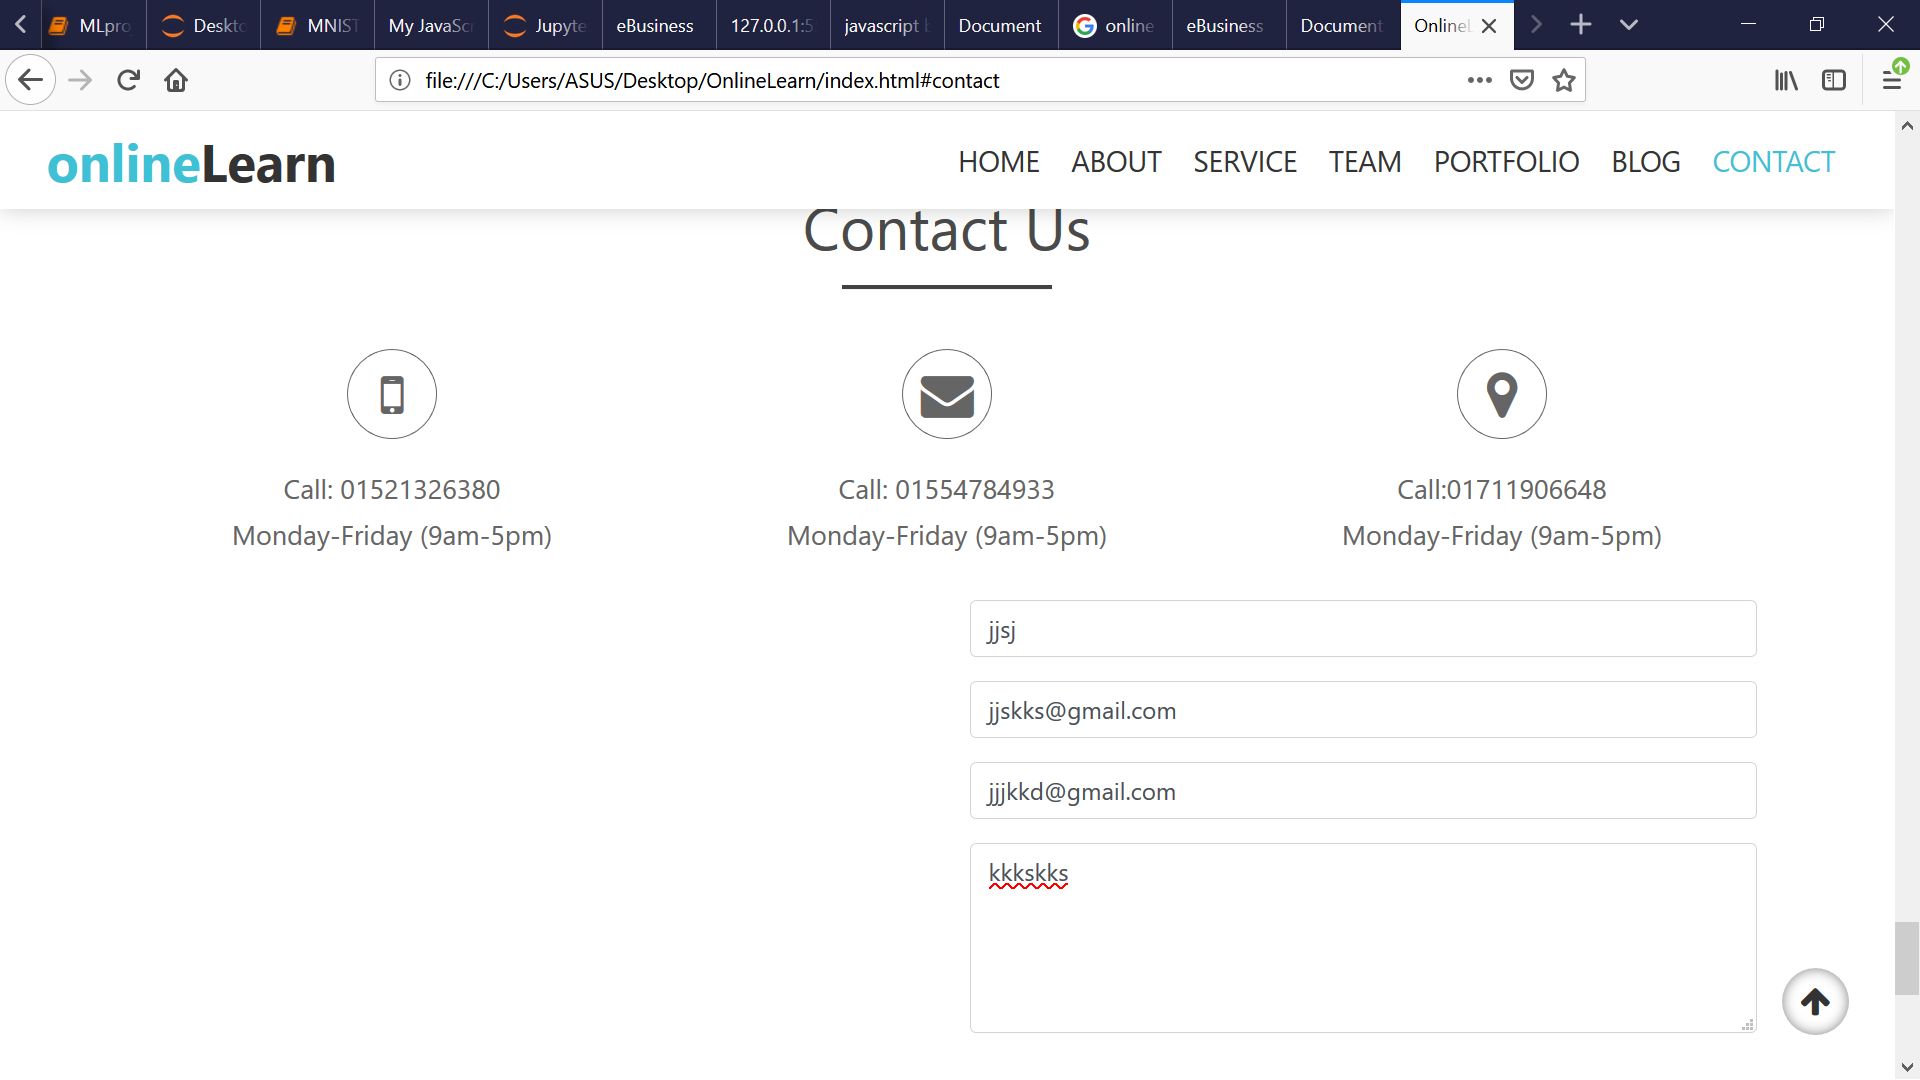 MLpro Deskto MNIST My JavaSc Jupyte eBusiness 127.0.0.1:5 javascript Document online eBusiness Document OnlineL
file:///C:/Users/ASUS/Desktop/OnlineLearn/index.html#contact
onlineLearn HOME ABOUT SERVICE TEAM PORTFOLIO BLOG CONTACT
Contact Us
Call: 01521326380 Call: 01554784933 Call:01711906648
Monday-Friday (9am-5pm) Monday-Friday (9am-5pm) Monday-Friday (9am-5pm)
jjsj
jjskks@gmail.com
jjjkkd@gmail.com
kkkskks